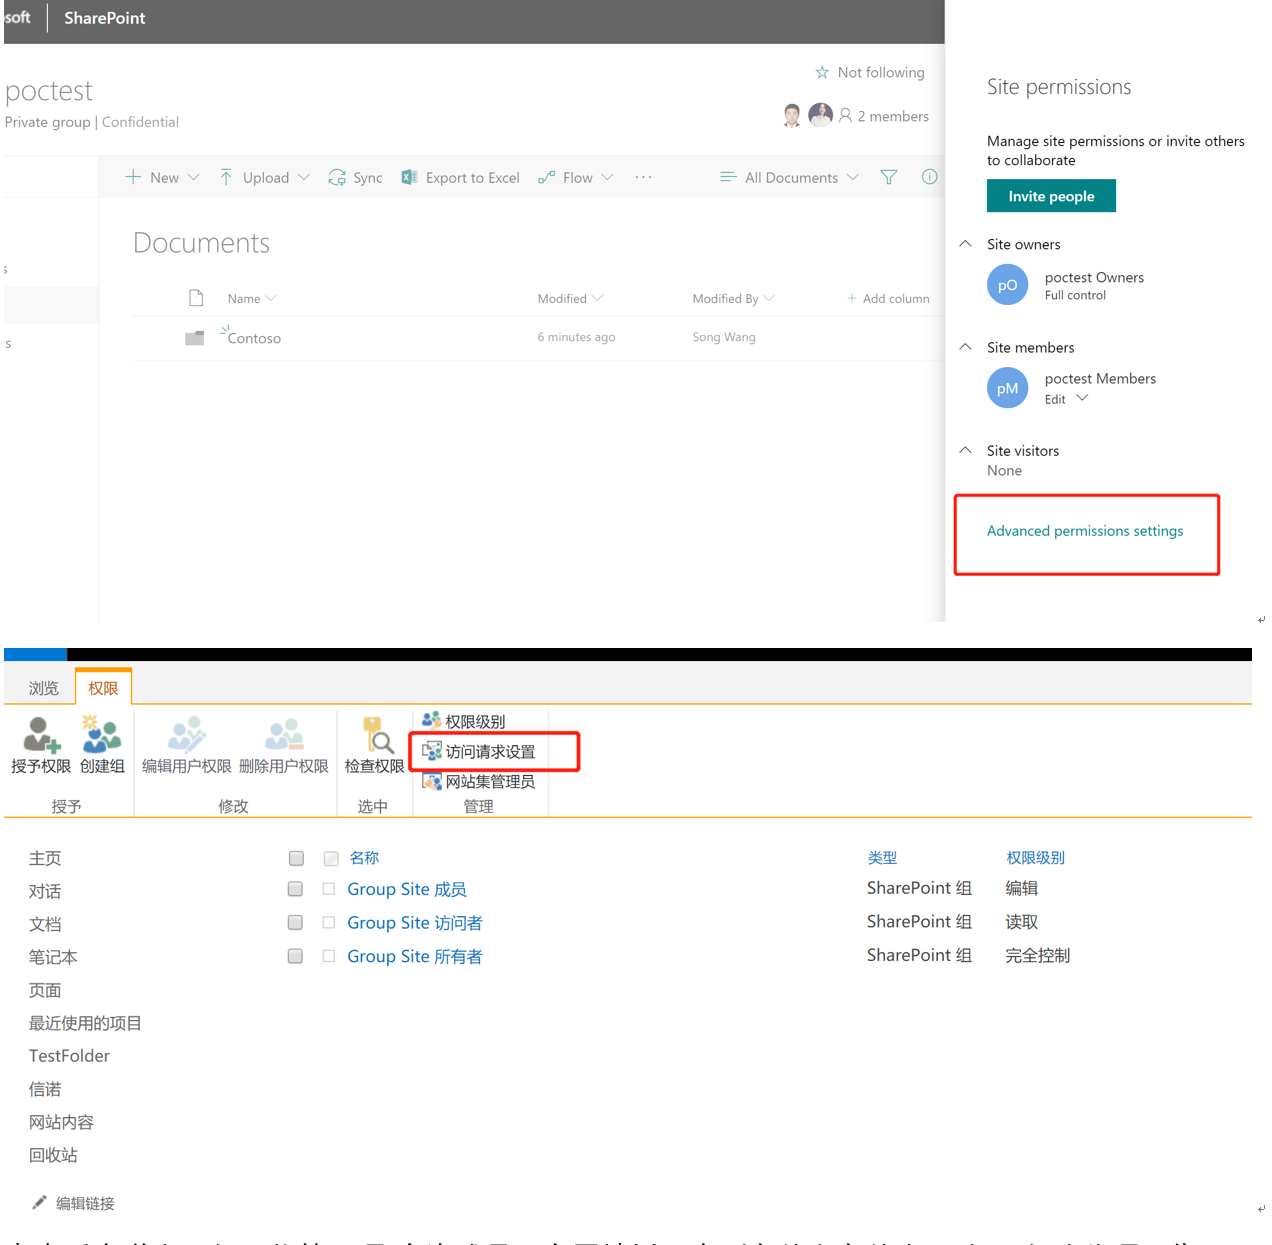 SharePoint
Not following
poctest
Private group | Confidential
2 members
New
Upload
Sync
Export to Excel
Flow
···
All Documents
Documents
Name
Modified
Modified By
+ Add column
Contoso
6 minutes ago
Song Wang
Site permissions
Manage site permissions or invite others
to collaborate
Invite people
Site owners
pO
poctest Owners
Full control
Site members
pM
poctest Members
Edit
Site visitors
None
Advanced permissions settings
浏览
权限
授予权限
创建组
授予
编辑用户权限
删除用户权限
修改
检查权限
选中
权限级别
访问请求设置
网站集管理员
管理
主页
对话
文档
笔记本
页面
最近使用的项目
TestFolder
信诺
网站内容
回收站
编辑链接
名称 类型 权限级别
Group Site 成员 SharePoint 组 编辑
Group Site 访问者 SharePoint 组 读取
Group Site 所有者 SharePoint 组 完全控制